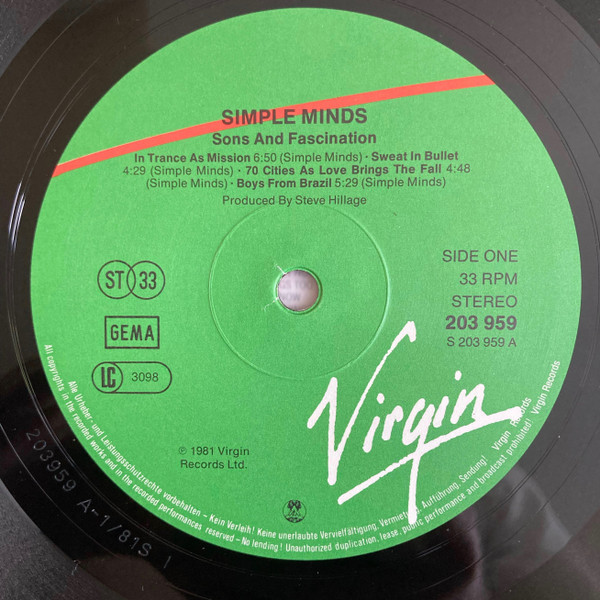 SIMPLE MINDS
Sons And Fascination
In Trance As Mission 6:50 (Simple Minds) · Sweat In Bullet
4:29 (Simple Minds) · 70 Cities As Love Brings The Fall 4:48
(Simple Minds) · Boys From Brazil 5:29 (Simple Minds)
Produced By Steve Hillage
SIDE ONE
33 RPM
STEREO
203 959
S 203 959 A
ST 33
GEMA
LC 3098
Virgin
℗ 1981 Virgin
Records Ltd.
Alle Urheber- und Leistungsschutzrechte vorbehalten – Kein Verleih! Keine unerlaubte Vervielfältigung, Vermietung, Aufführung, Sendung! Virgin Records
All copyrights in the recorded works and in the recorded performances reserved – No lending! Unauthorized duplication, lease, public performance and broadcast prohibited! Virgin Records
203959 A-1/81S